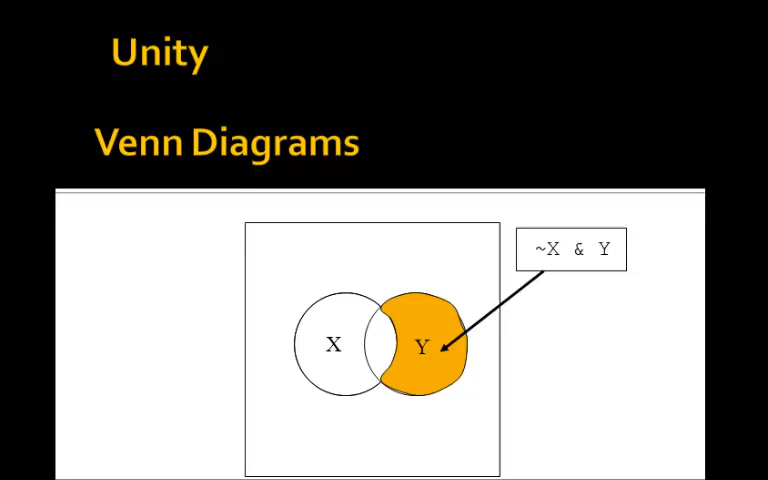 Unity
Venn Diagrams
~X & Y
X
Y